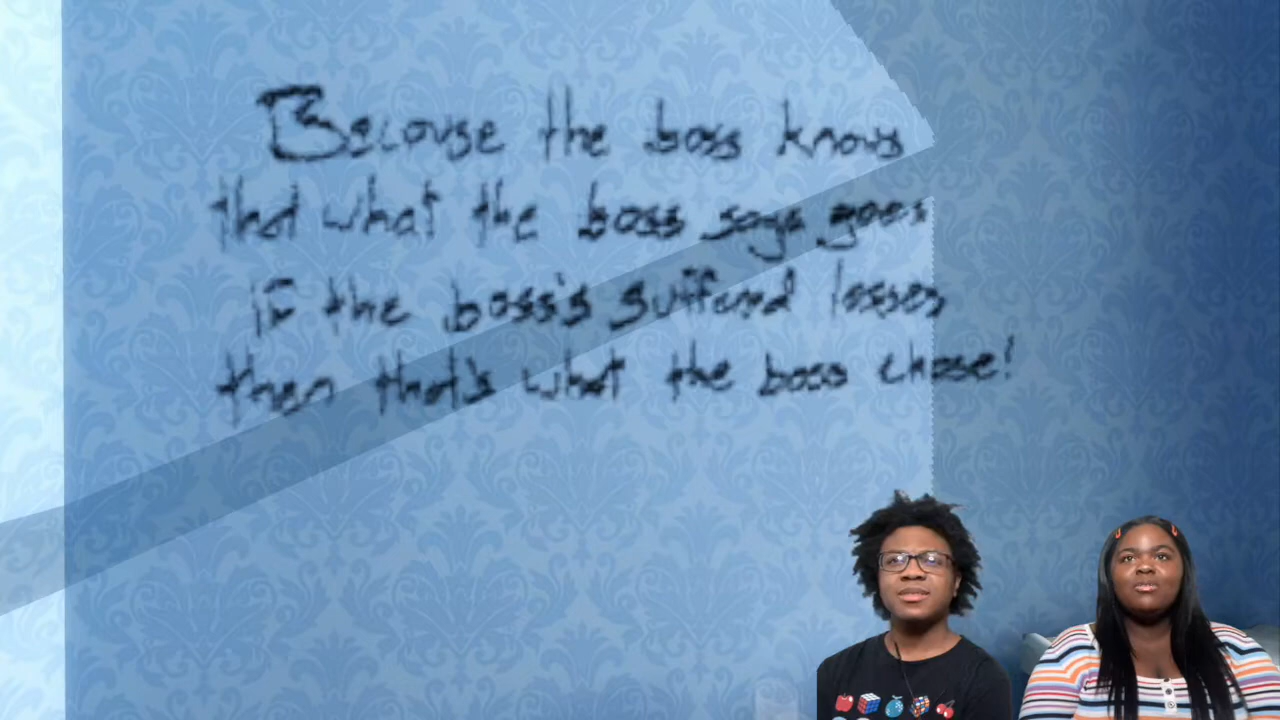 Because the boss knows
that what the boss says goes
if the boss's suffered losses
then that's what the boss chose!